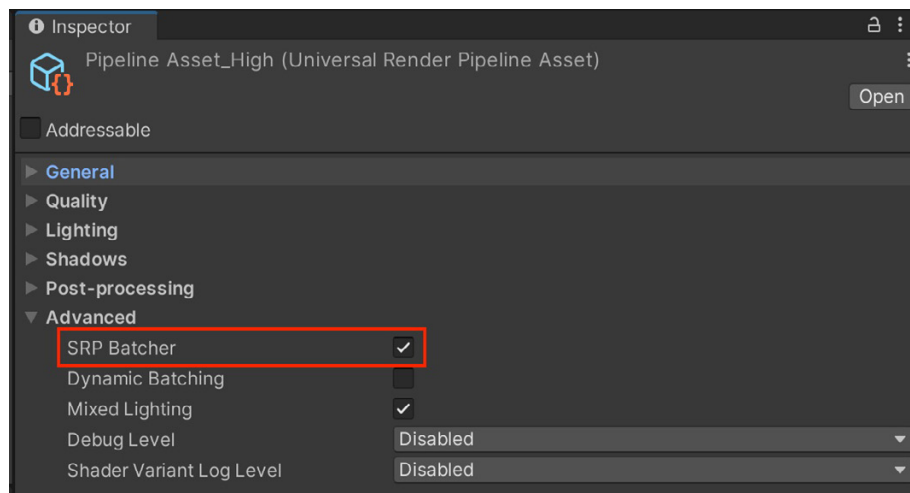 Inspector
Pipeline Asset_High (Universal Render Pipeline Asset)
Open
Addressable
General
Quality
Lighting
Shadows
Post-processing
Advanced
SRP Batcher
Dynamic Batching
Mixed Lighting
Debug Level Disabled
Shader Variant Log Level Disabled